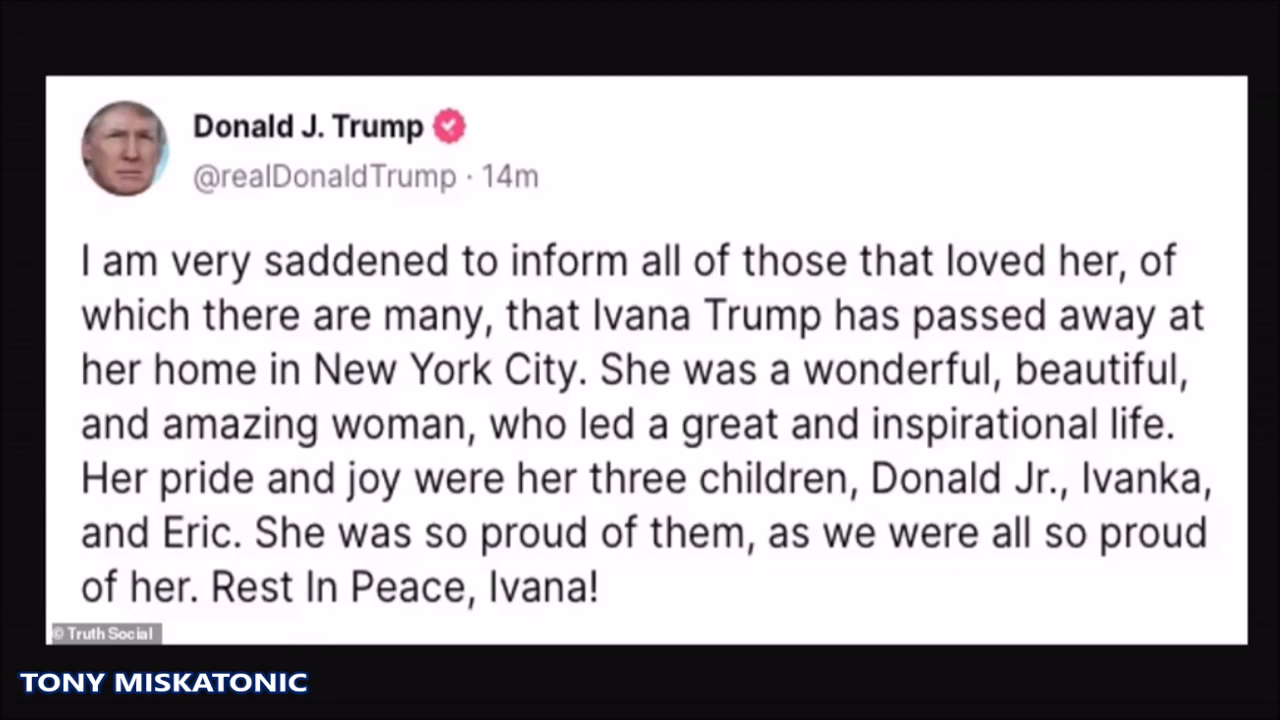 Donald J. Trump
@realDonaldTrump · 14m
I am very saddened to inform all of those that loved her, of
which there are many, that Ivana Trump has passed away at
her home in New York City. She was a wonderful, beautiful,
and amazing woman, who led a great and inspirational life.
Her pride and joy were her three children, Donald Jr., Ivanka,
and Eric. She was so proud of them, as we were all so proud
of her. Rest In Peace, Ivana!
© Truth Social
TONY MISKATONIC